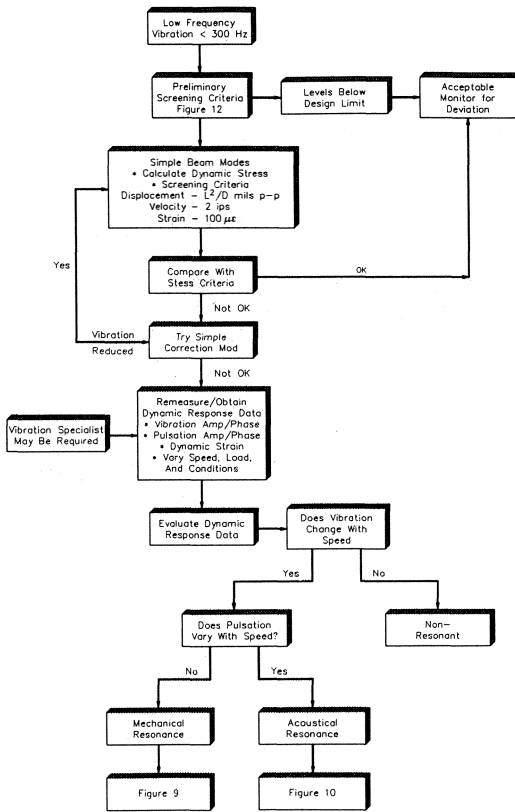 Low Frequency
Vibration < 300 Hz
Preliminary
Screening Criteria
Figure 12
Levels Below
Design Limit
Acceptable
Monitor for
Deviation
Simple Beam Modes
• Calculate Dynamic Stress
• Screening Criteria
Displacement – L²/D mils p–p
Velocity – 2 ips
Strain – 100 με
Yes
Compare With
Stess Criteria
OK
Not OK
Vibration
Reduced
Try Simple
Correction Mod
Not OK
Remeasure/Obtain
Dynamic Response Data
• Vibration Amp/Phase
• Pulsation Amp/Phase
• Dynamic Strain
• Vary Speed, Load,
And Conditions
Vibration Specialist
May Be Required
Evaluate Dynamic
Response Data
Does Vibration
Change With
Speed
Yes
No
Does Pulsation
Vary With Speed?
Non–
Resonant
No
Yes
Mechanical
Resonance
Acoustical
Resonance
Figure 9
Figure 10